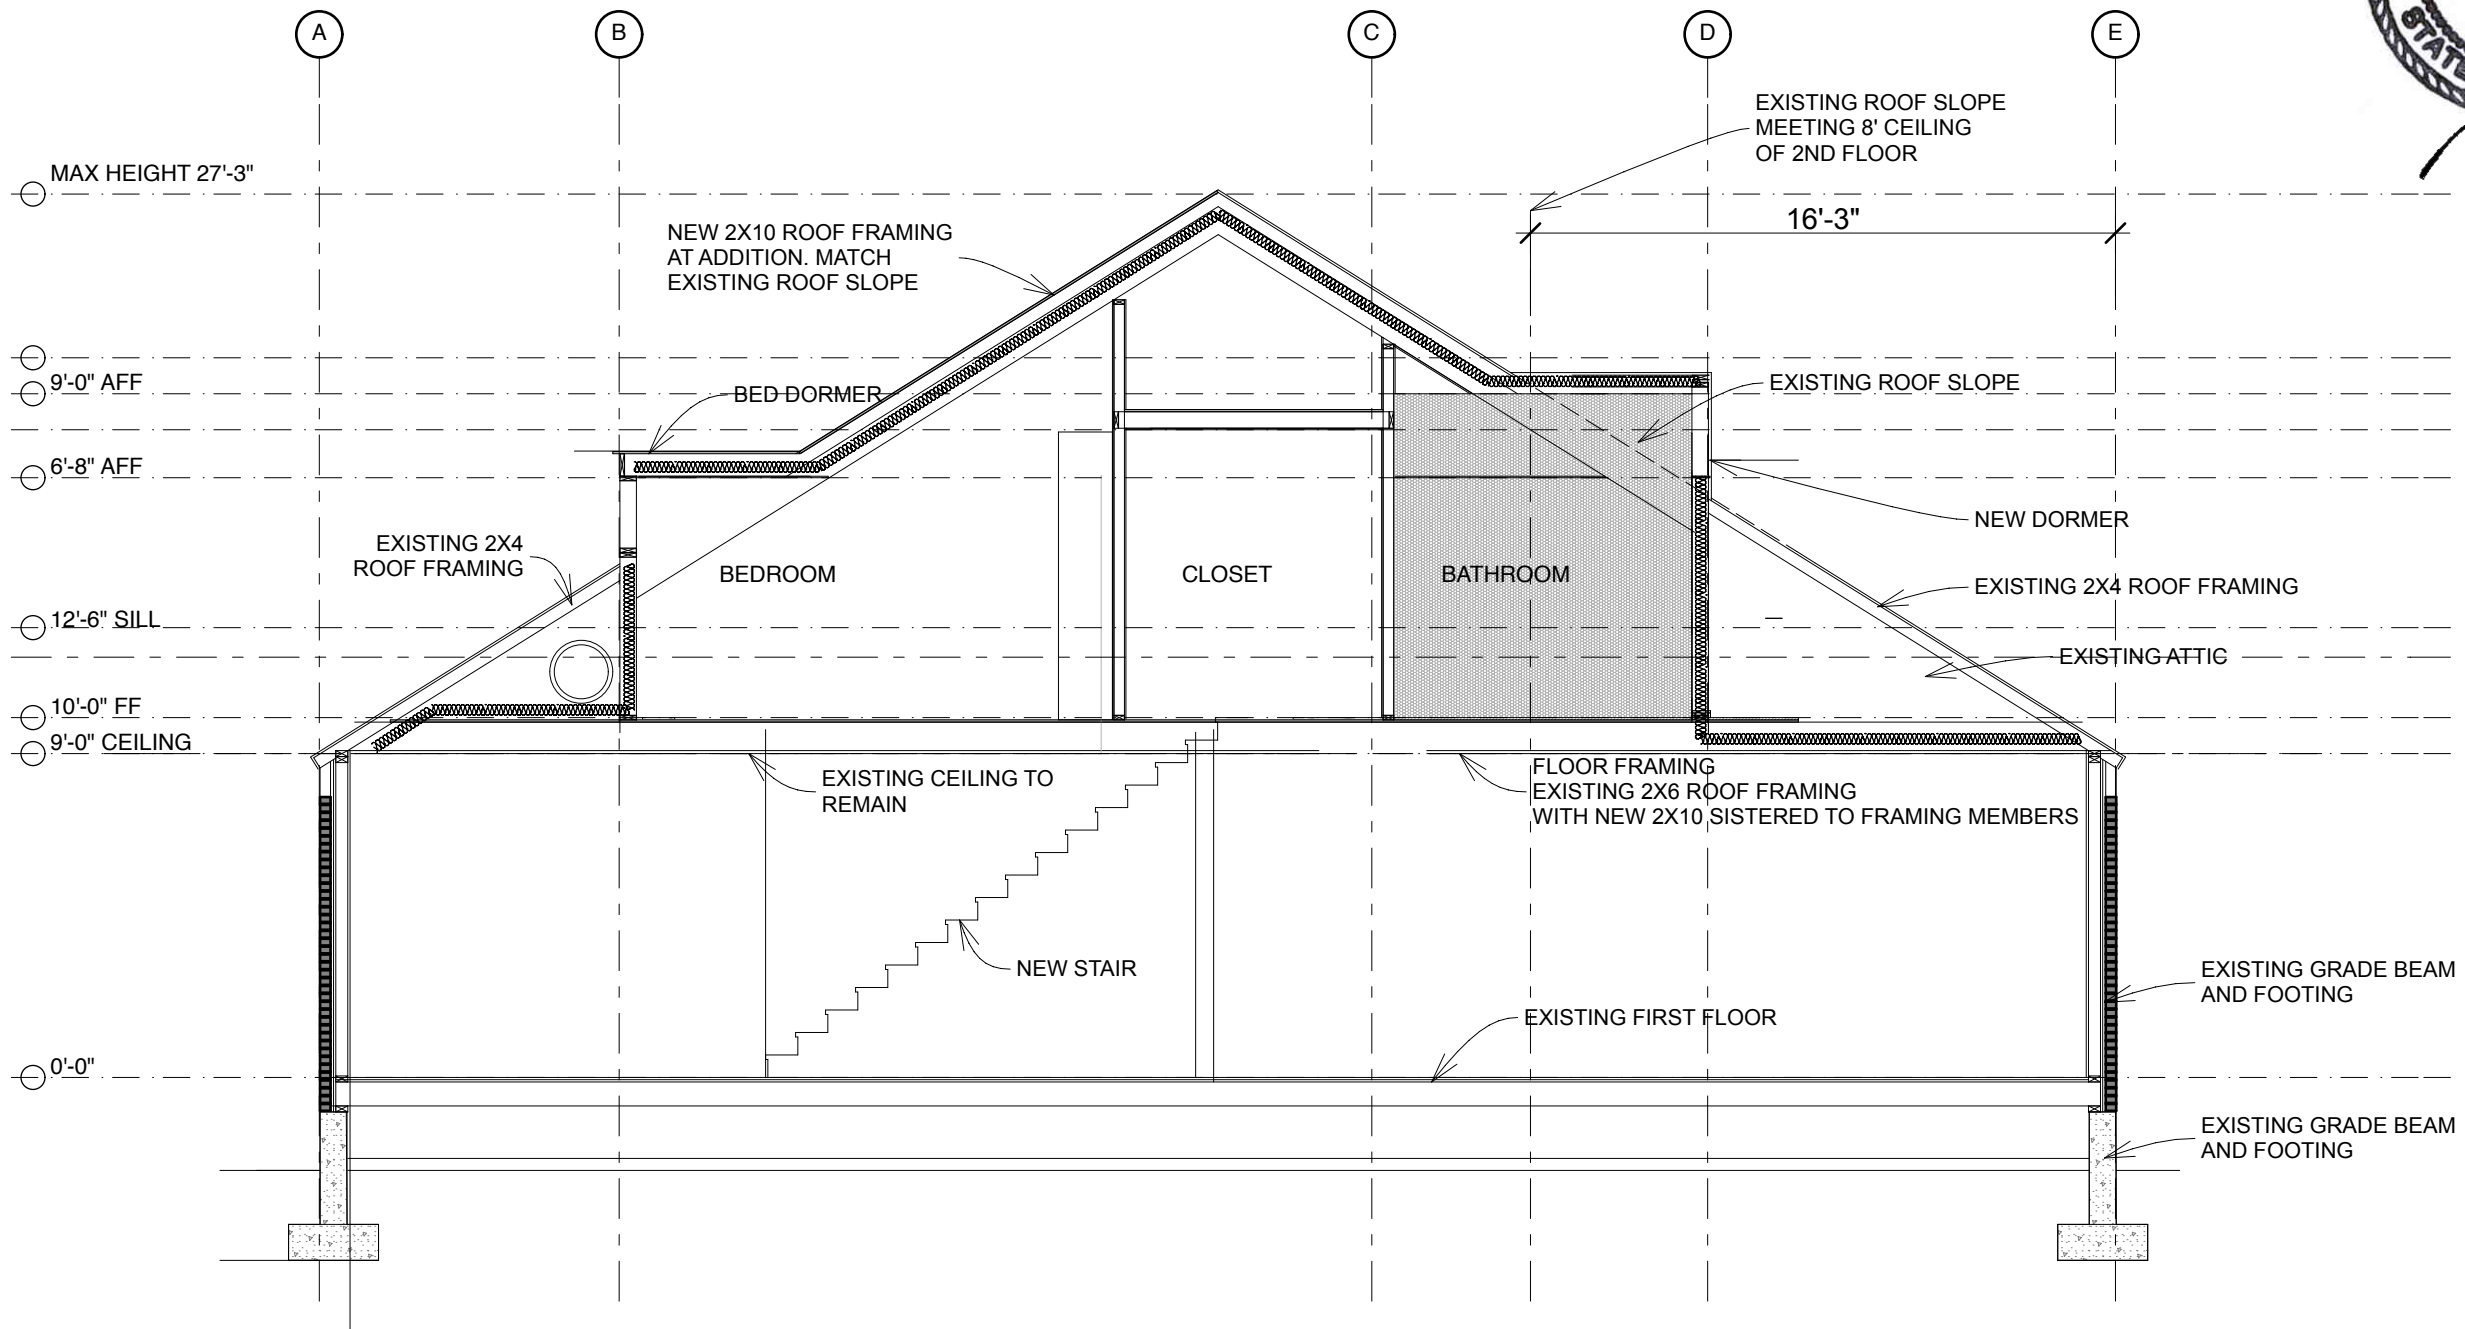 A
B
C
D
E
STATE
EXISTING ROOF SLOPE
MEETING 8' CEILING
OF 2ND FLOOR
MAX HEIGHT 27'-3"
16'-3"
NEW 2X10 ROOF FRAMING
AT ADDITION. MATCH
EXISTING ROOF SLOPE
9'-0" AFF
BED DORMER
EXISTING ROOF SLOPE
6'-8" AFF
NEW DORMER
EXISTING 2X4
ROOF FRAMING
BEDROOM
CLOSET
BATHROOM
EXISTING 2X4 ROOF FRAMING
12'-6" SILL
EXISTING ATTIC
10'-0" FF
9'-0" CEILING
EXISTING CEILING TO
REMAIN
FLOOR FRAMING
EXISTING 2X6 ROOF FRAMING
WITH NEW 2X10 SISTERED TO FRAMING MEMBERS
NEW STAIR
EXISTING GRADE BEAM
AND FOOTING
EXISTING FIRST FLOOR
0'-0"
EXISTING GRADE BEAM
AND FOOTING